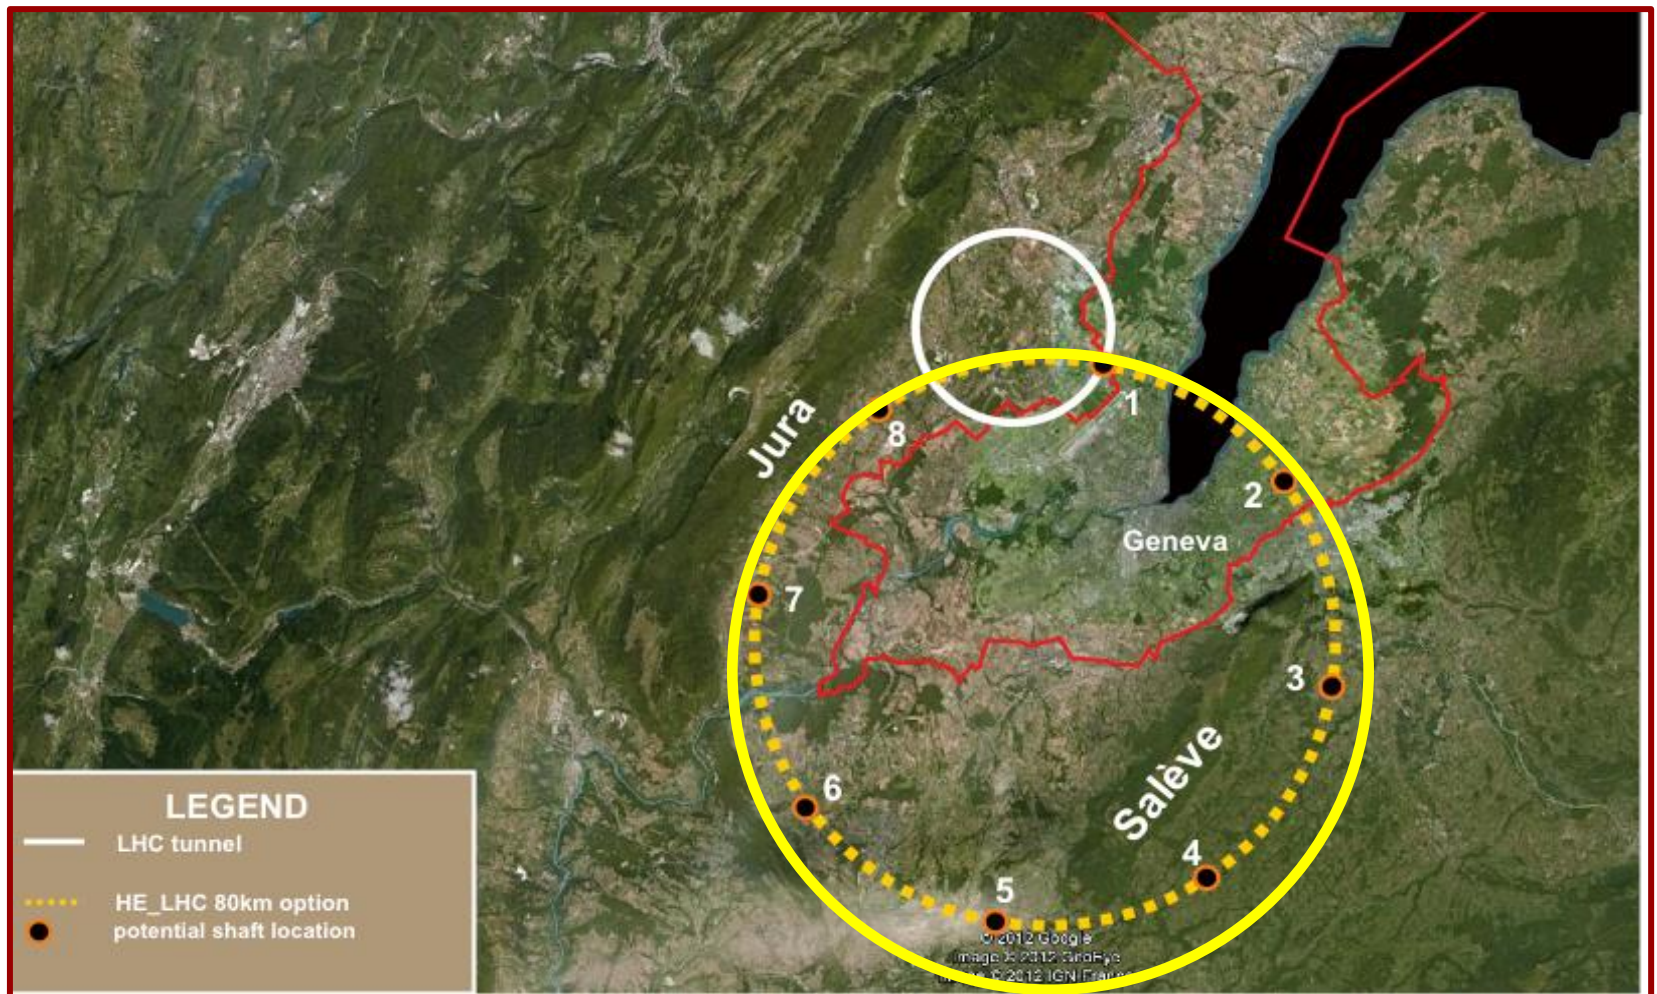 1
Jura
8
2
Geneva
7
3
Salève
6
4
5
LEGEND
LHC tunnel
HE_LHC 80km option
potential shaft location
© 2012 Google
Image © 2012 GeoEye
© 2012 IGN France